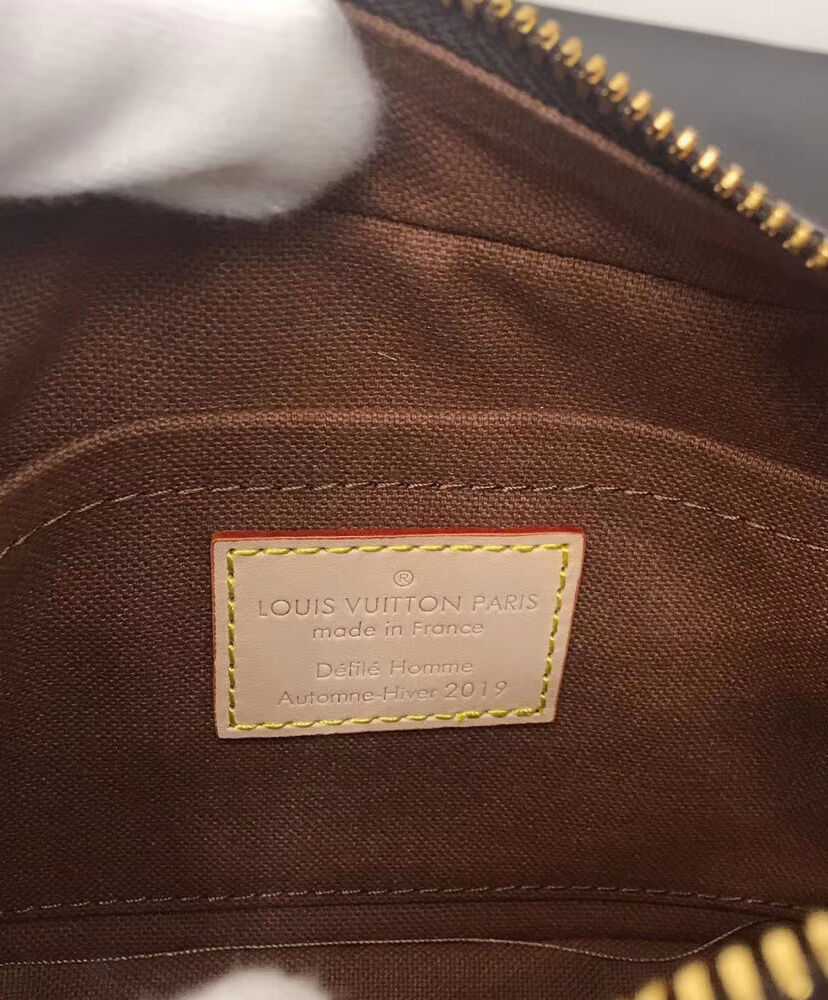 ®
LOUIS VUITTON PARIS
made in France
Défilé Homme
Automne-Hiver 2019